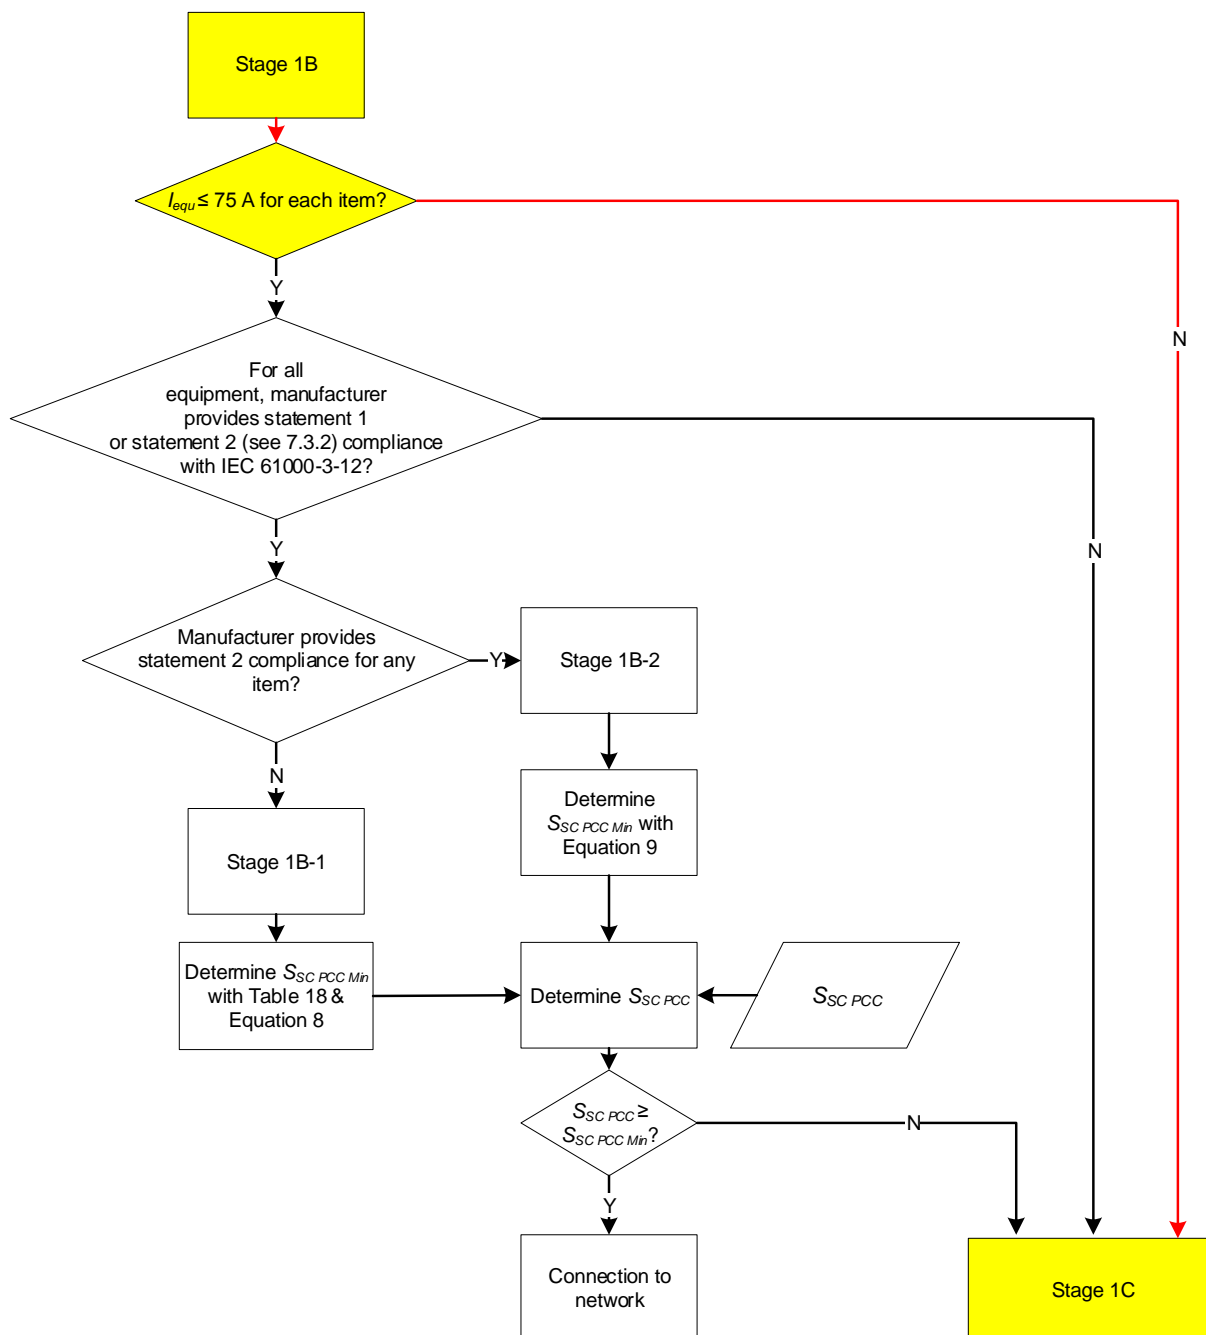 Stage 1B
Iequ ≤ 75 A for each item?
N
Y
For all
equipment, manufacturer
provides statement 1
or statement 2 (see 7.3.2) compliance
with IEC 61000-3-12?
N
Y
Manufacturer provides
statement 2 compliance for any
item?
Y
Stage 1B-2
N
Determine
SSC PCC Min with
Equation 9
Stage 1B-1
Determine SSC PCC Min
with Table 18 &
Equation 8
Determine SSC PCC
SSC PCC
SSC PCC ≥
SSC PCC Min?
N
Y
Connection to
network
Stage 1C